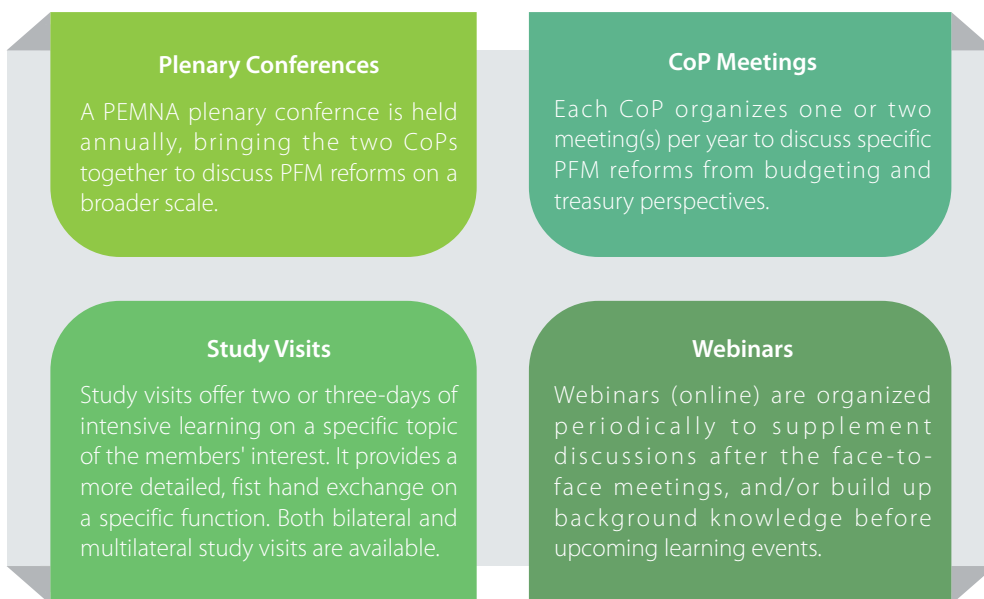 Plenary Conferences
A PEMNA plenary confernce is held
annually, bringing the two CoPs
together to discuss PFM reforms on a
broader scale.
CoP Meetings
Each CoP organizes one or two
meeting(s) per year to discuss specific
PFM reforms from budgeting and
treasury perspectives.
Study Visits
Study visits offer two or three-days of
intensive learning on a specific topic
of the members' interest. It provides a
more detailed, fist hand exchange on
a specific function. Both bilateral and
multilateral study visits are available.
Webinars
Webinars (online) are organized
periodically to supplement
discussions after the face-to-
face meetings, and/or build up
background knowledge before
upcoming learning events.